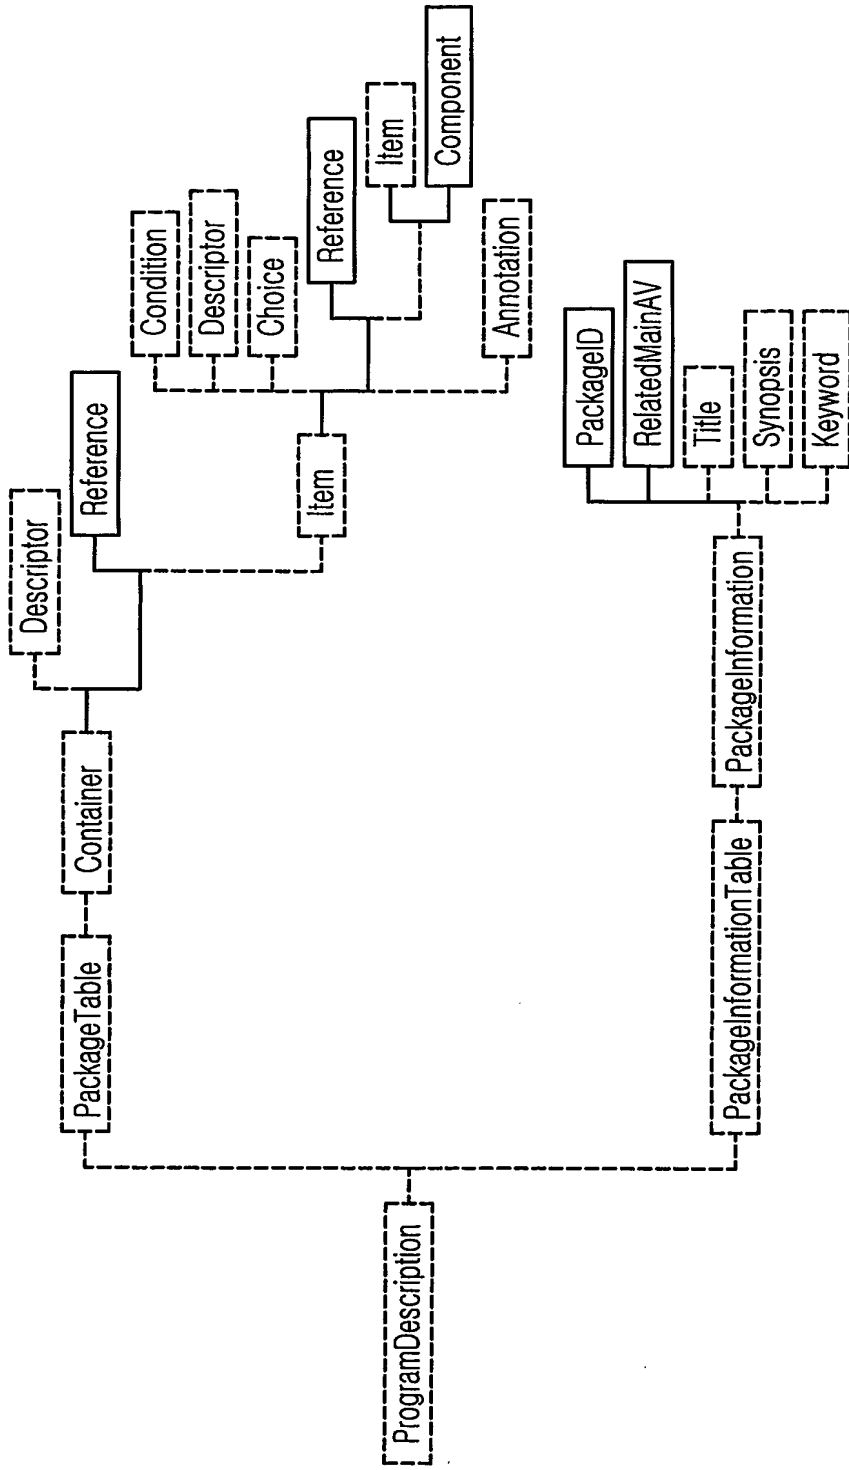 ProgramDescription
PackageTable
Container
Descriptor
Reference
Item
Condition
Descriptor
Choice
Reference
Item
Component
Annotation
PackageInformationTable
PackageInformation
PackageID
RelatedMainAV
Title
Synopsis
Keyword